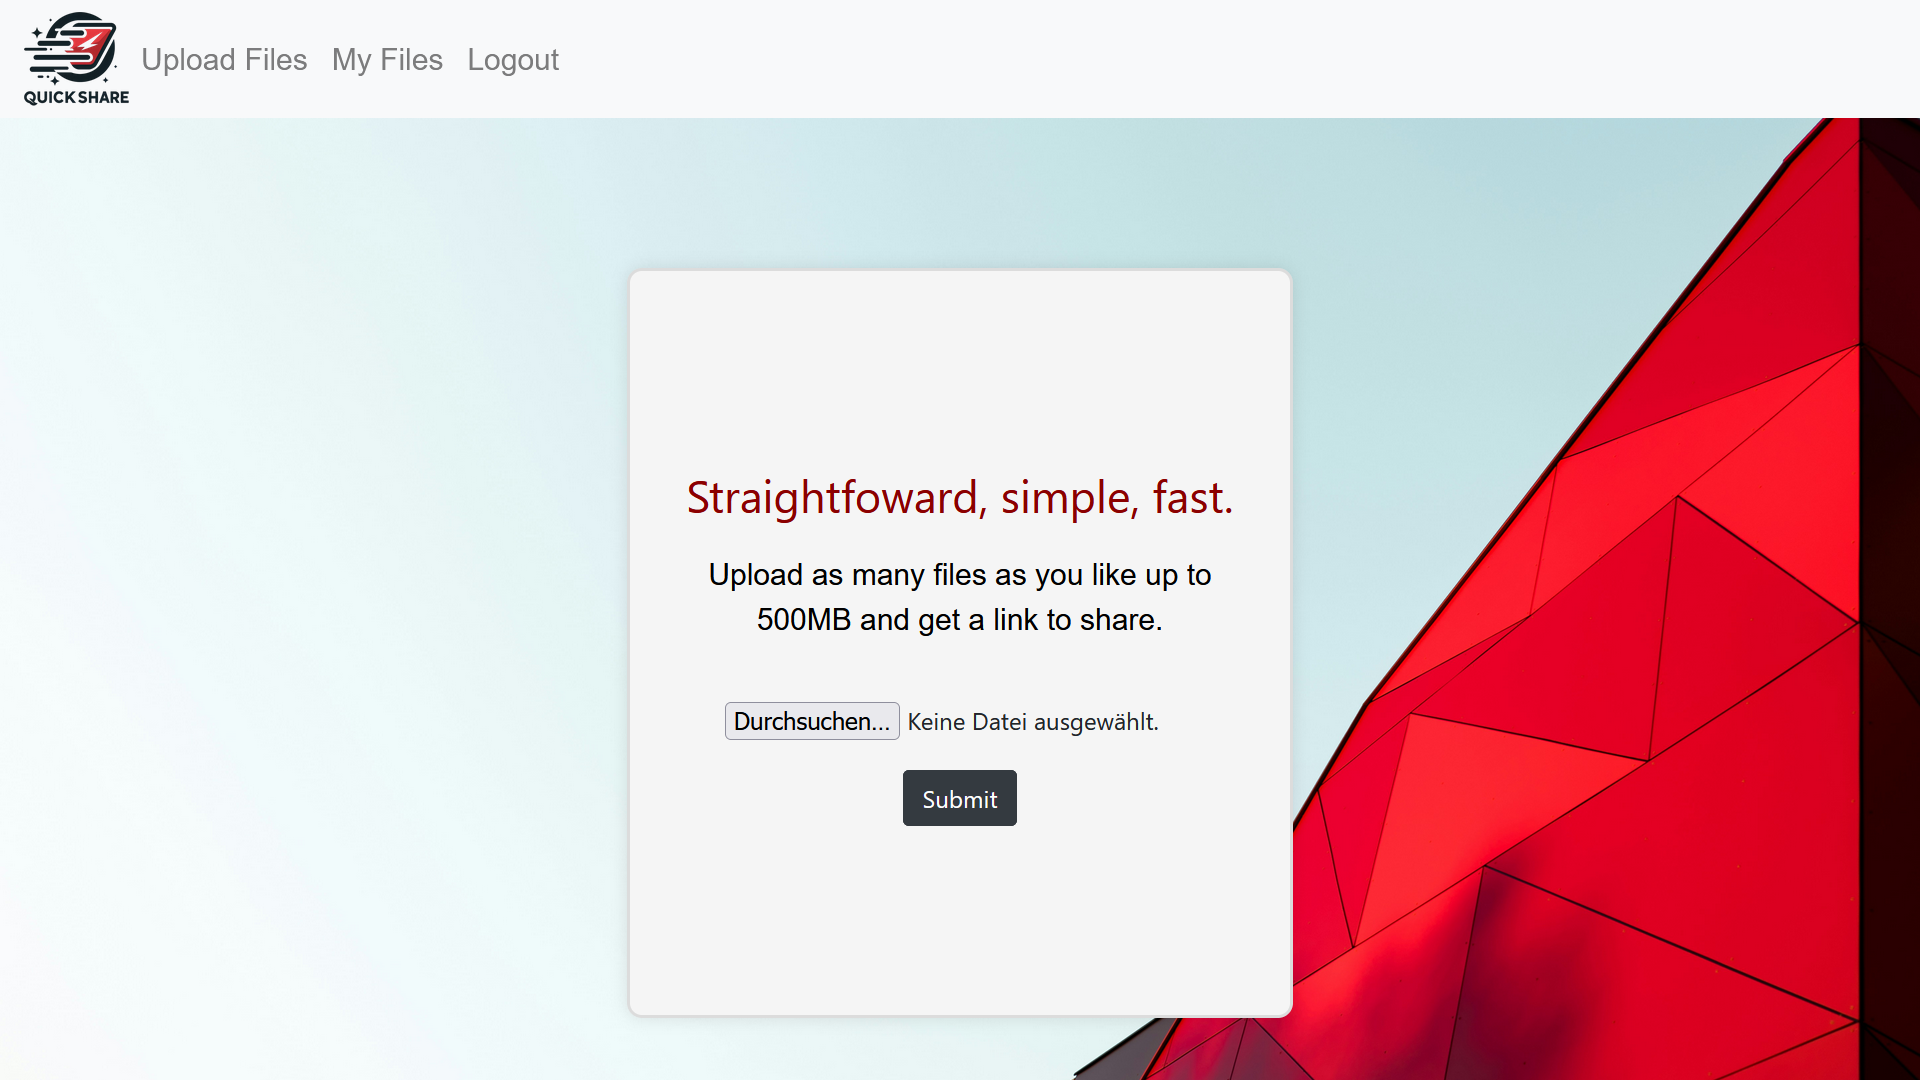 QUICK SHARE
Upload Files My Files Logout
Straightfoward, simple, fast.
Upload as many files as you like up to
500MB and get a link to share.
Durchsuchen... Keine Datei ausgewählt.
Submit